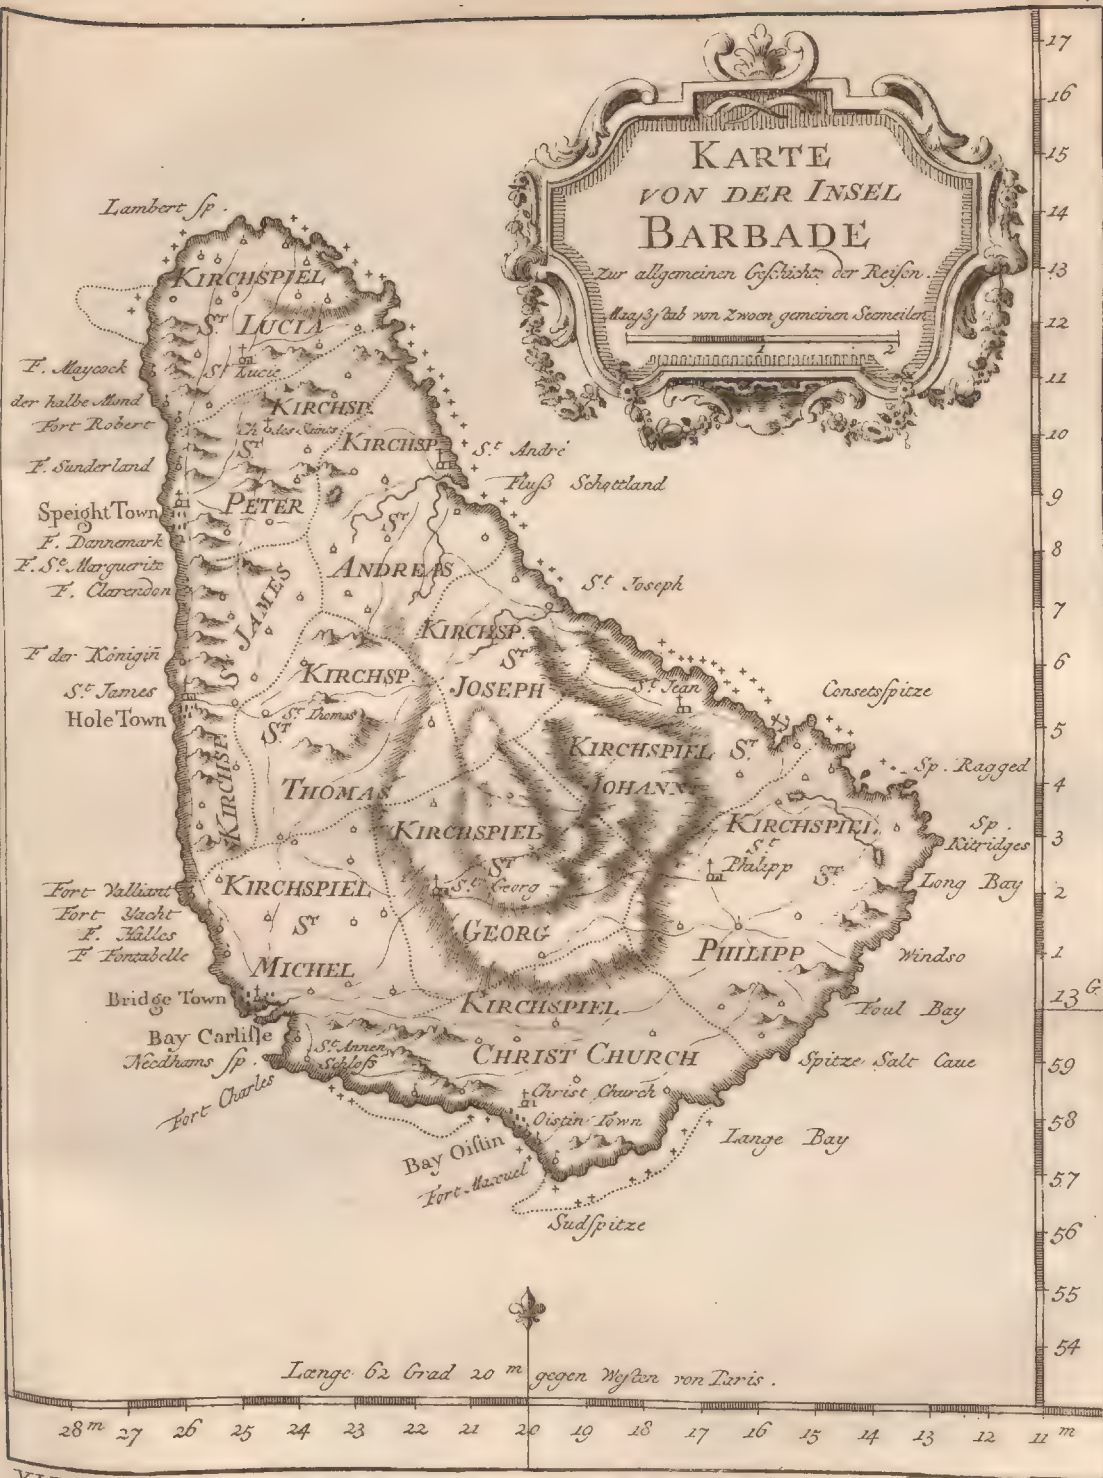 KARTE
VON DER INSEL
BARBADE
Zur allgemeinen Geschichte der Reisen.
Maaßstab von Zwoen gemeinen Seemeilen
1 2
Lambert sp.
KIRCHSPIEL
ST LUCIA
St Lucie
F. Maycock
der halbe Mond
Fort Robert
F. Sunderland
Speight Town
F. Dannemark
F. St. Marguerite
F. Clarendon
F der Königin
St James
Hole Town
KIRCHSP.
ST
PETER
KIRCHSP.
ST
ANDREAS
St André
Fluß Schottland
St Joseph
KIRCHSP. ST JAMES
KIRCHSP.
ST
JOSEPH
KIRCHSP.
St Thomas
ST
THOMAS
St Jean
Consetsspitze
KIRCHSPIEL ST
JOHANN
Sp. Ragged
Sp.
Kitridges
Long Bay
Windso
Foul Bay
Spitze Salt Caue
KIRCHSPIEL
ST
St Georg
GEORG
KIRCHSPIEL
St
Philipp
ST
PHILIPP
KIRCHSPIEL
ST
MICHEL
Fort Valliant
Fort Yacht
F. Halles
F Fontabelle
Bridge Town
Bay Carlisle
Needhams sp.
Fort Charles
St Annen
Schloss
KIRCHSPIEL
CHRIST CHURCH
Christ Church
Oistin Town
Bay Oistin
Fort Maxuel
Lange Bay
Sudspitze
Længe 62 Grad 20 m gegen Westen von Paris.
28 m 27 26 25 24 23 22 21 20 19 18 17 16 15 14 13 12 11 m
17
16
15
14
13
12
11
10
9
8
7
6
5
4
3
2
1
13 G.
59
58
57
56
55
54